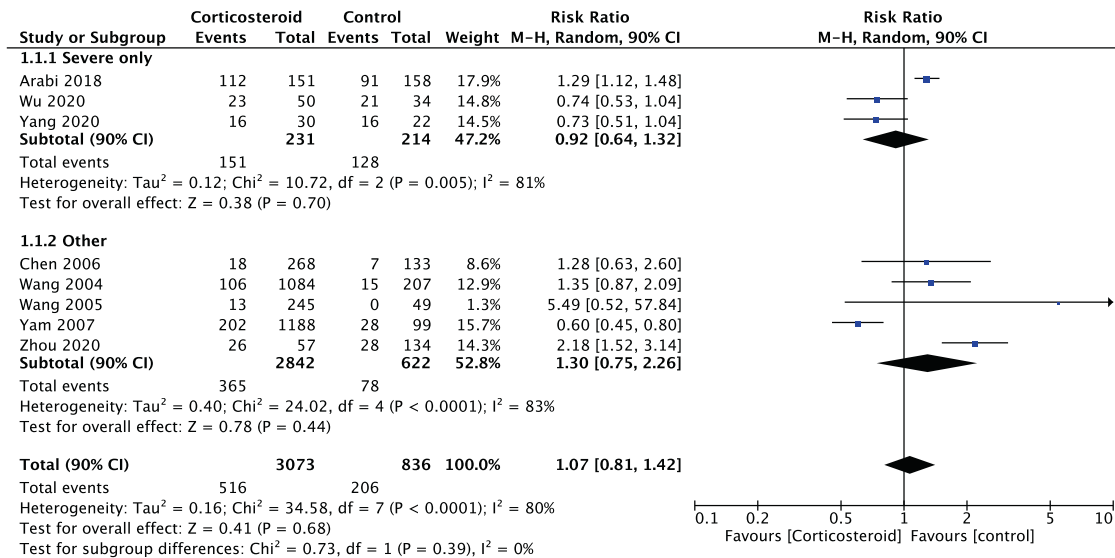 Corticosteroid Control Risk Ratio Risk Ratio
Study or Subgroup Events Total Events Total Weight M-H, Random, 90% CI M-H, Random, 90% CI
1.1.1 Severe only
Arabi 2018 112 151 91 158 17.9% 1.29 [1.12, 1.48]
Wu 2020 23 50 21 34 14.8% 0.74 [0.53, 1.04]
Yang 2020 16 30 16 22 14.5% 0.73 [0.51, 1.04]
Subtotal (90% CI) 231 214 47.2% 0.92 [0.64, 1.32]
Total events 151 128
Heterogeneity: Tau² = 0.12; Chi² = 10.72, df = 2 (P = 0.005); I² = 81%
Test for overall effect: Z = 0.38 (P = 0.70)
1.1.2 Other
Chen 2006 18 268 7 133 8.6% 1.28 [0.63, 2.60]
Wang 2004 106 1084 15 207 12.9% 1.35 [0.87, 2.09]
Wang 2005 13 245 0 49 1.3% 5.49 [0.52, 57.84]
Yam 2007 202 1188 28 99 15.7% 0.60 [0.45, 0.80]
Zhou 2020 26 57 28 134 14.3% 2.18 [1.52, 3.14]
Subtotal (90% CI) 2842 622 52.8% 1.30 [0.75, 2.26]
Total events 365 78
Heterogeneity: Tau² = 0.40; Chi² = 24.02, df = 4 (P < 0.0001); I² = 83%
Test for overall effect: Z = 0.78 (P = 0.44)
Total (90% CI) 3073 836 100.0% 1.07 [0.81, 1.42]
Total events 516 206
Heterogeneity: Tau² = 0.16; Chi² = 34.58, df = 7 (P < 0.0001); I² = 80%
Test for overall effect: Z = 0.41 (P = 0.68)
Test for subgroup differences: Chi² = 0.73, df = 1 (P = 0.39), I² = 0%
0.1 0.2 0.5 1 2 5 10
Favours [Corticosteroid] Favours [control]